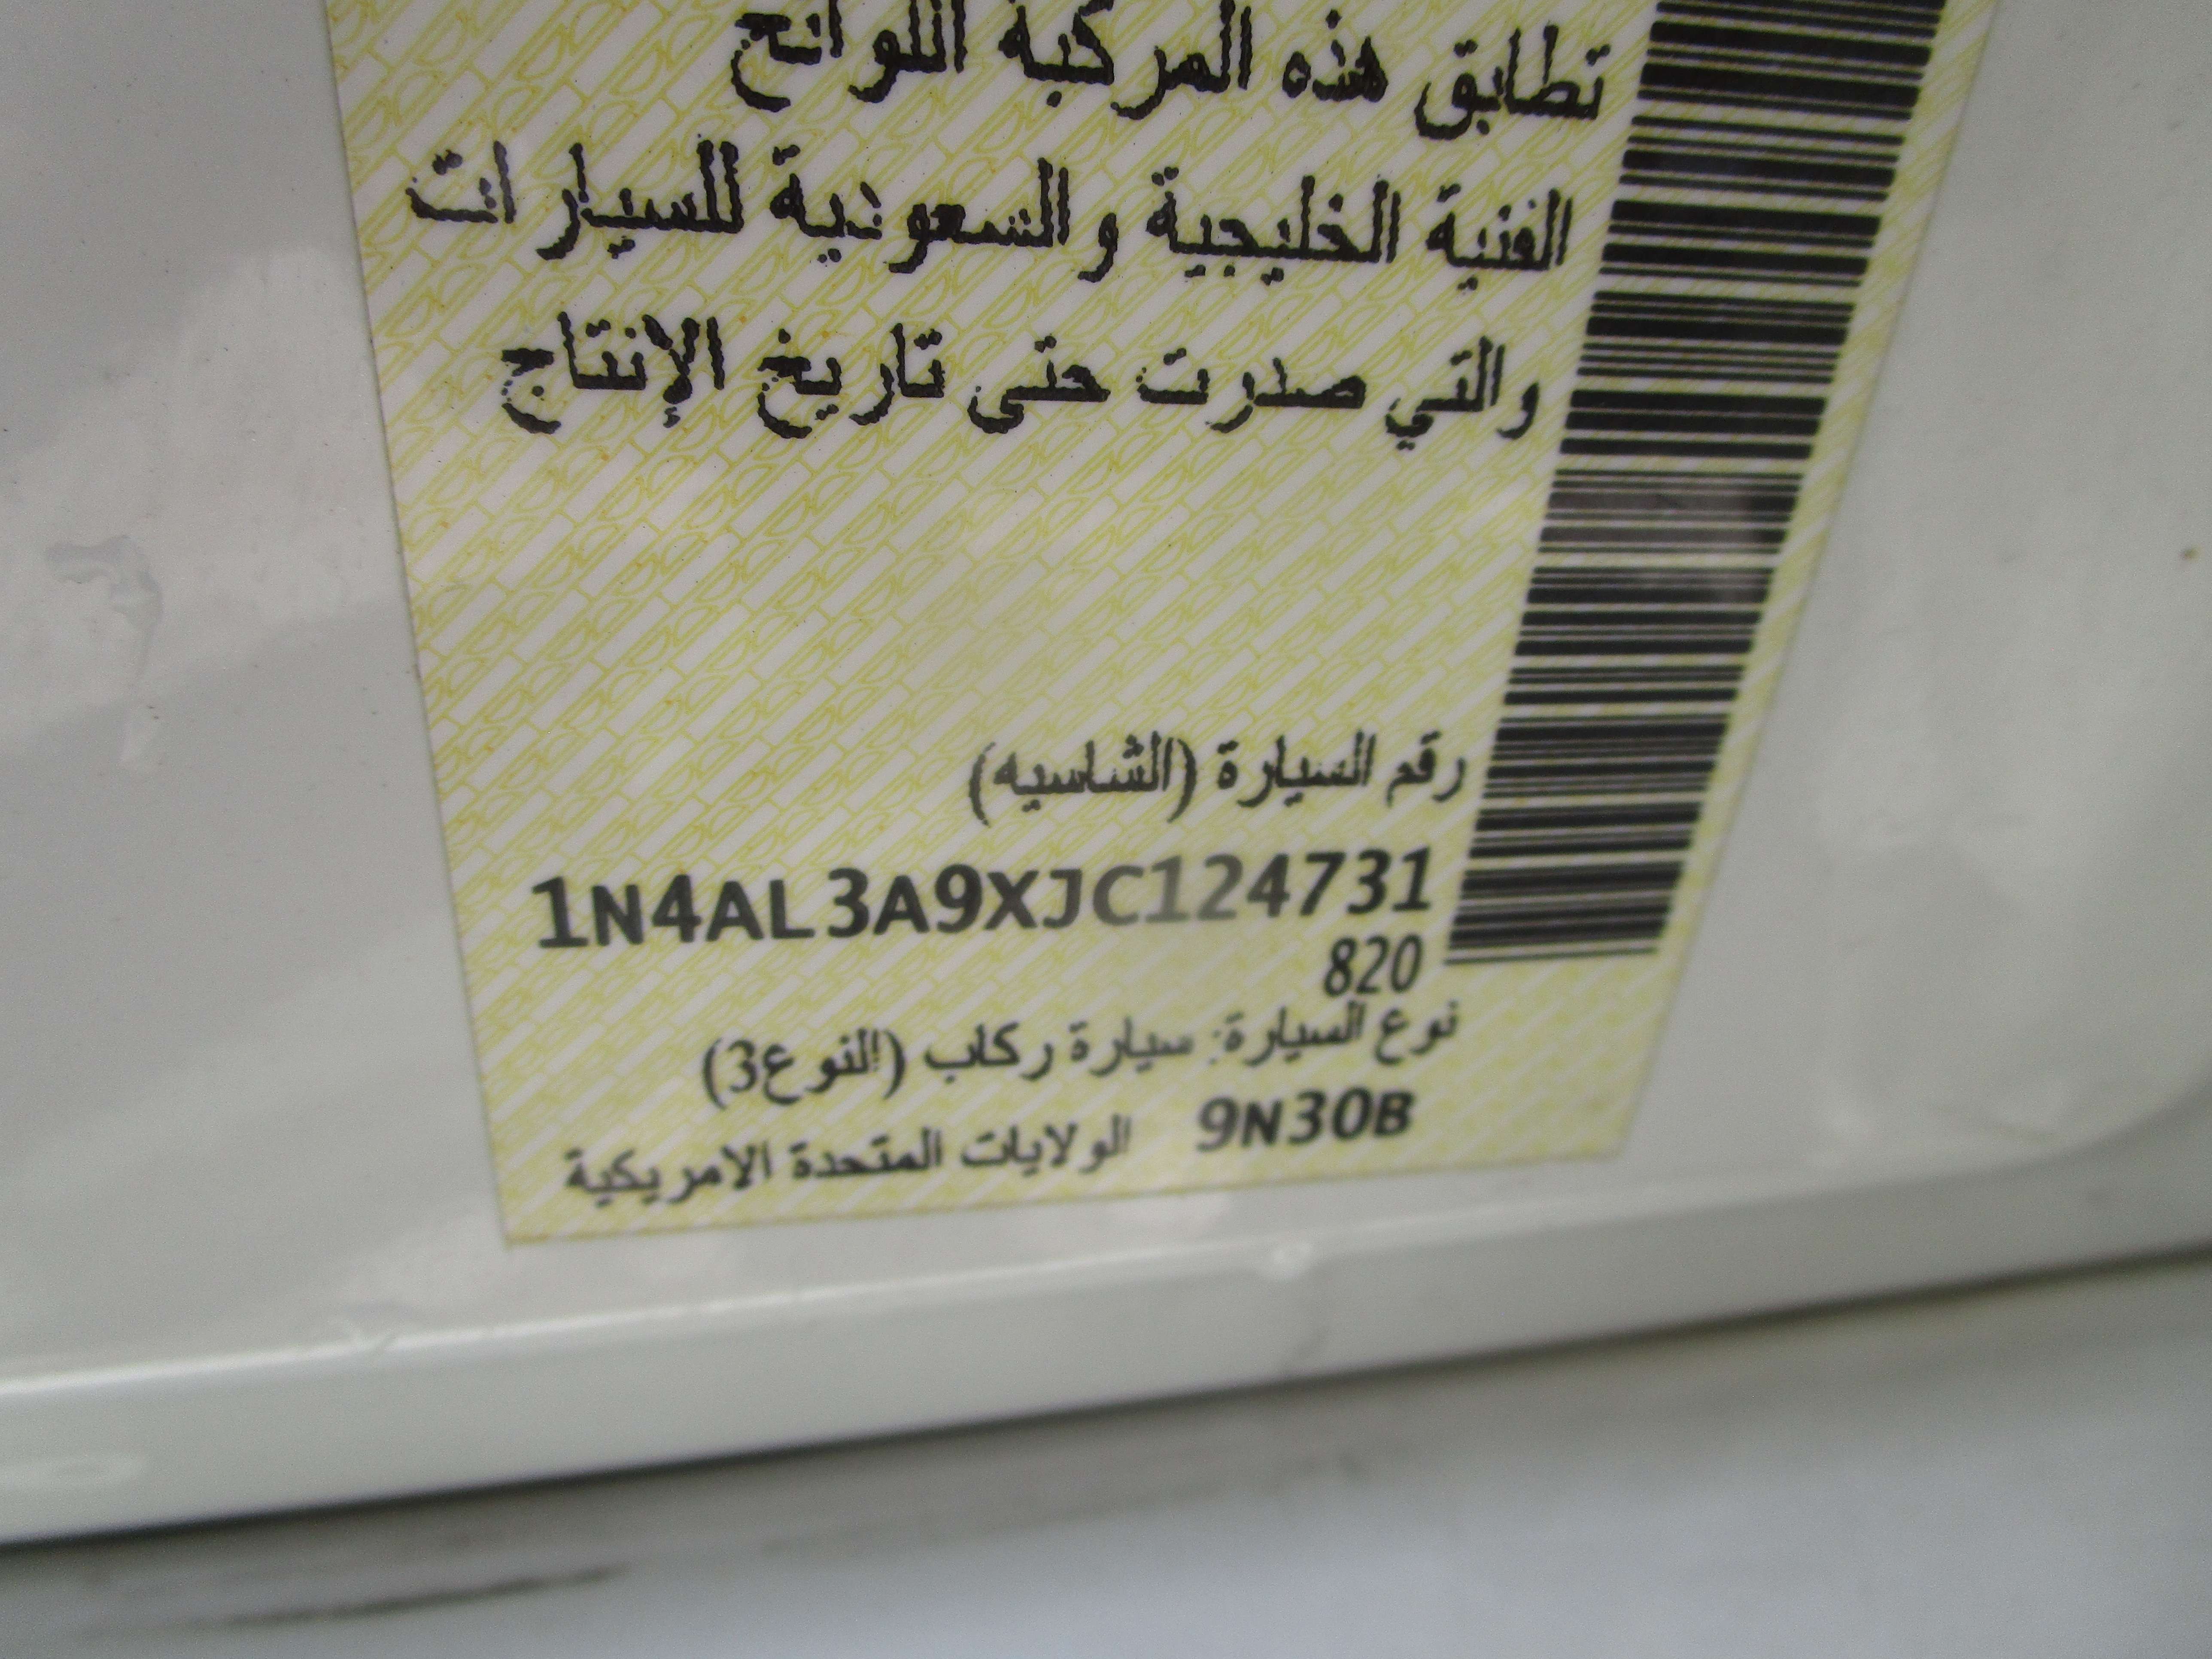 تطابق هذه المركبة اللوائح
الفنية الخليجية والسعودية للسيارات
والتي صدرت حتى تاريخ الإنتاج
رقم السيارة (الشاسيه)
1N4AL3A9XJC124731
820
نوع السيارة: سيارة ركاب (النوع3)
9N30B الولايات المتحدة الامريكية